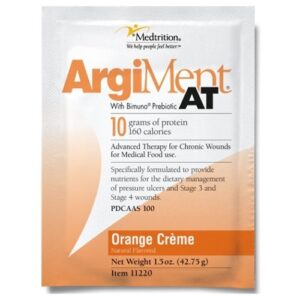 Medtrition®
We help people feel better™
ArgiMent®
AT
With Bimuno® Prebiotic
10 grams of protein
160 calories
Advanced Therapy for Chronic Wounds
for Medical Food use.
Specifically formulated to provide
nutrients for the dietary management
of pressure ulcers and Stage 3 and
Stage 4 wounds.
PDCAAS 100
Orange Crème
Natural Flavored
Net Weight 1.5oz. (42.73g)
Item 11220